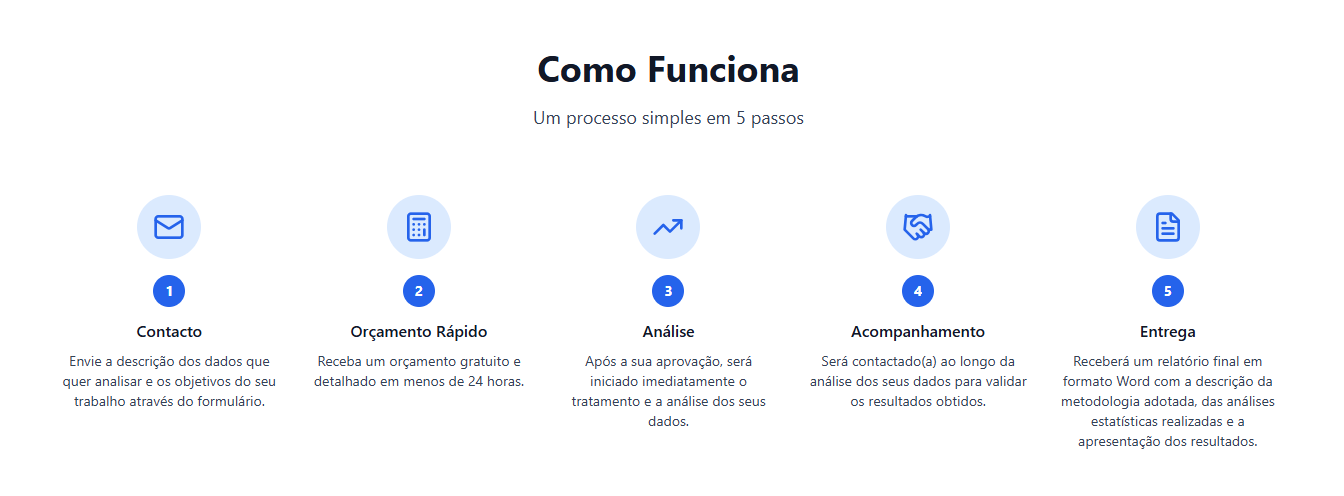 Como Funciona
Um processo simples em 5 passos
1
Contacto
Envie a descrição dos dados que
quer analisar e os objetivos do seu
trabalho através do formulário.
2
Orçamento Rápido
Receba um orçamento gratuito e
detalhado em menos de 24 horas.
3
Análise
Após a sua aprovação, será
iniciado imediatamente o
tratamento e a análise dos seus
dados.
4
Acompanhamento
Será contactado(a) ao longo da
análise dos seus dados para validar
os resultados obtidos.
5
Entrega
Receberá um relatório final em
formato Word com a descrição da
metodologia adotada, das análises
estatísticas realizadas e a
apresentação dos resultados.